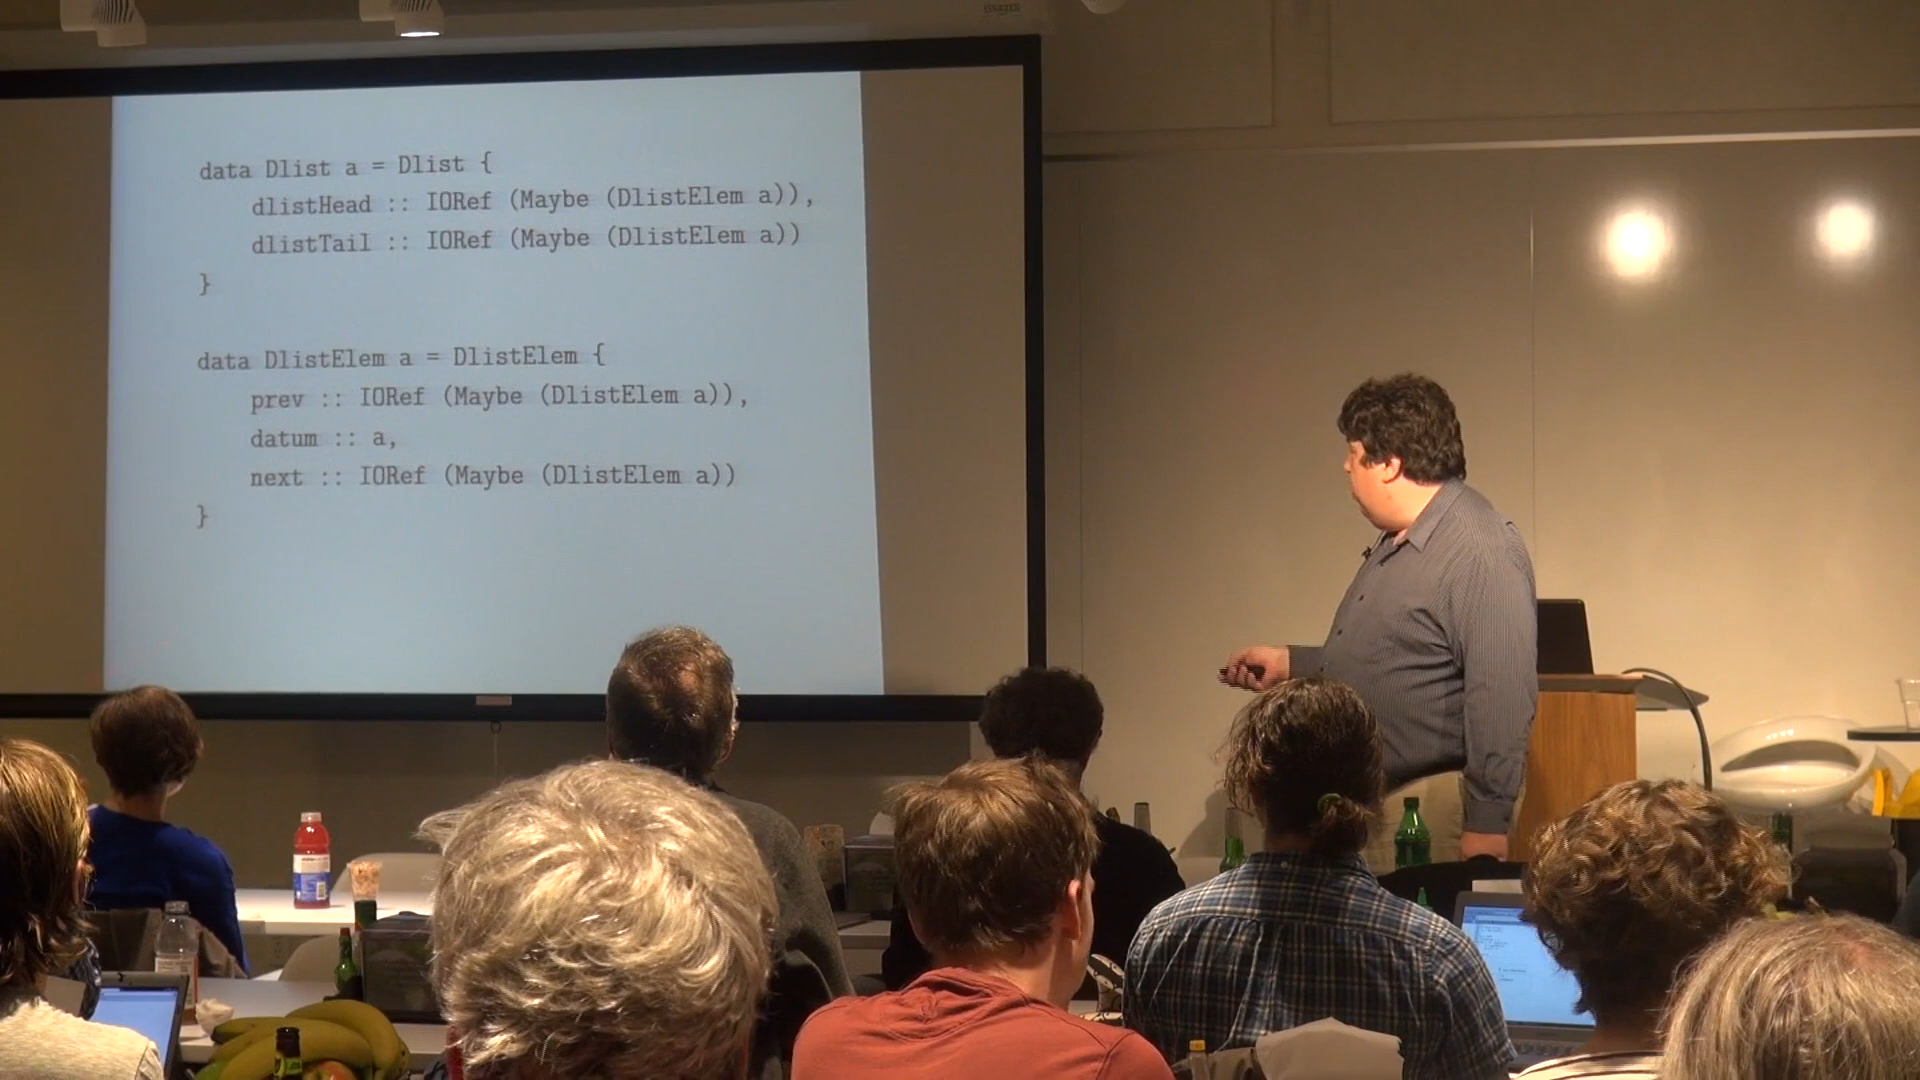 data Dlist a = Dlist {
    dlistHead :: IORef (Maybe (DlistElem a)),
    dlistTail :: IORef (Maybe (DlistElem a))
}
data DlistElem a = DlistElem {
    prev :: IORef (Maybe (DlistElem a)),
    datum :: a,
    next :: IORef (Maybe (DlistElem a))
}